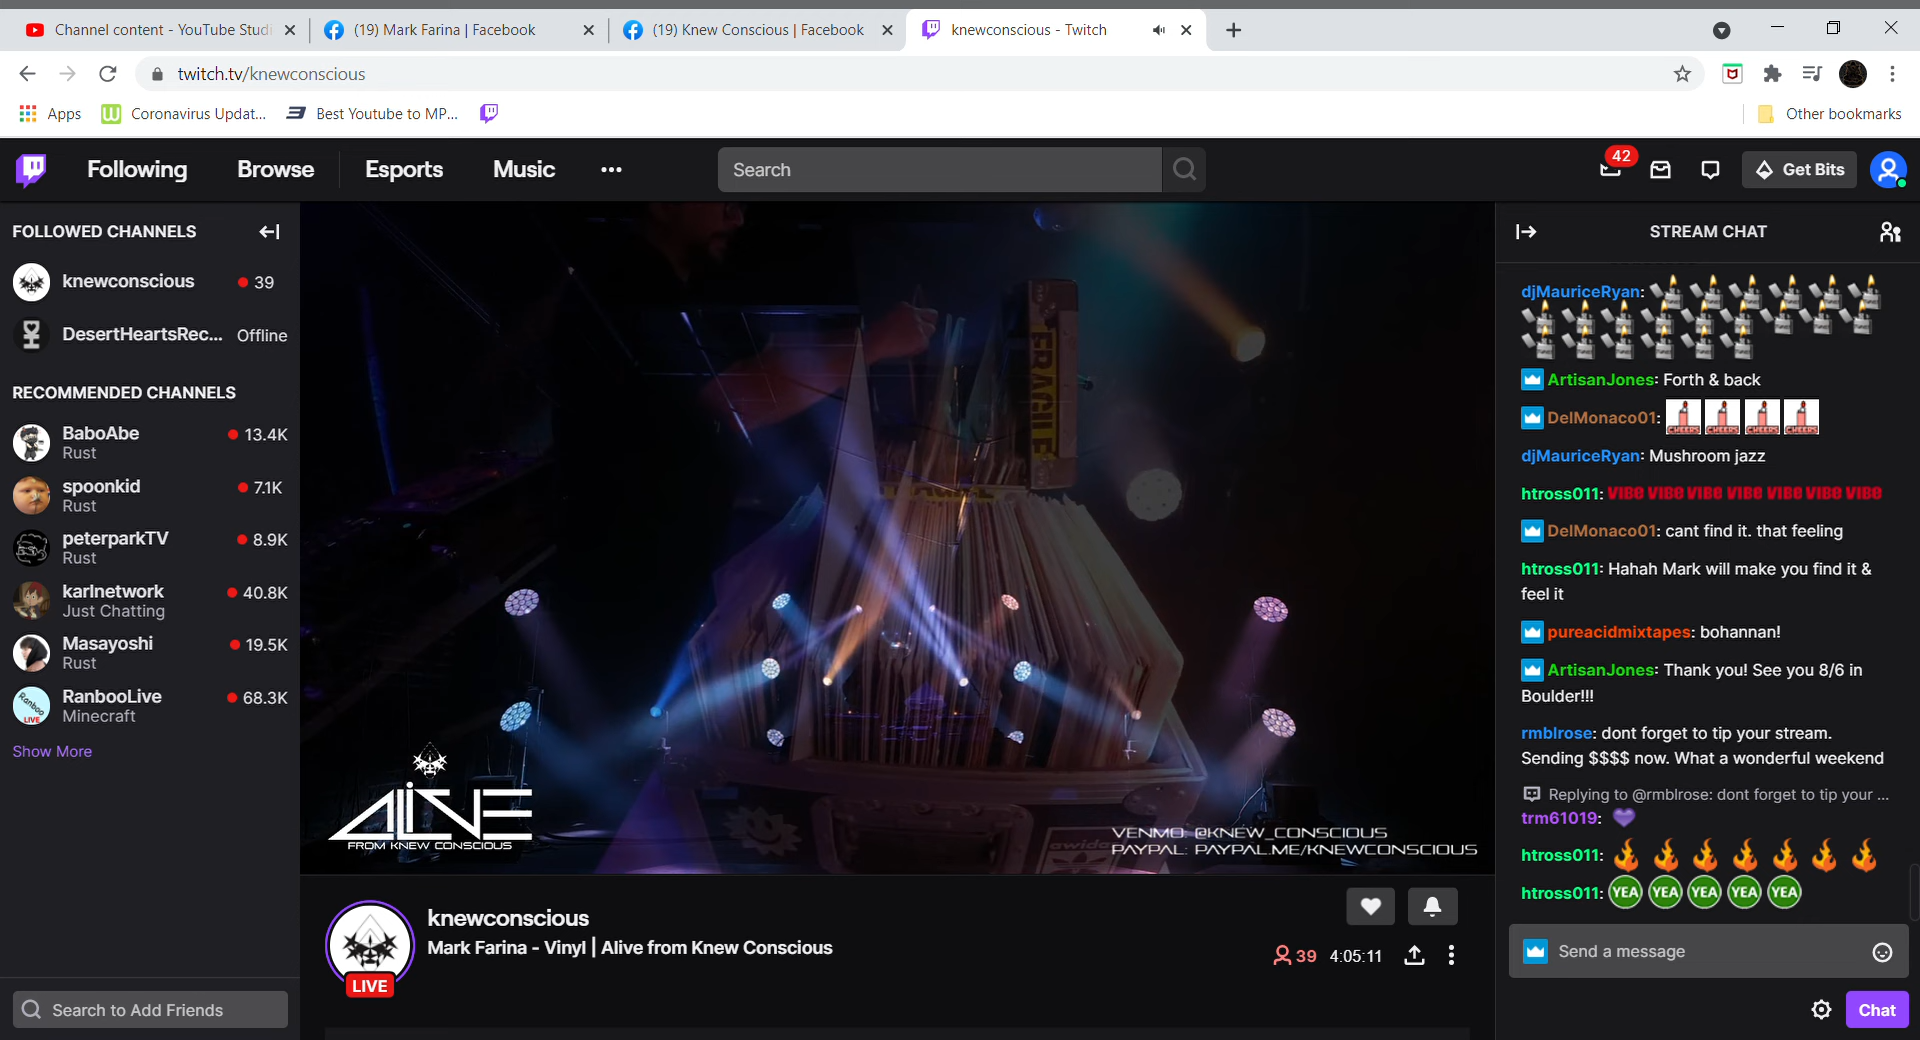 Channel content - YouTube Studi
(19) Mark Farina | Facebook
(19) Knew Conscious | Facebook
knewconscious - Twitch
twitch.tv/knewconscious
Apps
Coronavirus Updat...
Best Youtube to MP...
Other bookmarks
Following
Browse
Esports
Music
Search
42
Get Bits
FOLLOWED CHANNELS
knewconscious
39
DesertHeartsRec...
Offline
RECOMMENDED CHANNELS
BaboAbe
13.4K
Rust
spoonkid
7.1K
Rust
peterparkTV
8.9K
Rust
karlnetwork
40.8K
Just Chatting
Masayoshi
19.5K
Rust
RanbooLive
68.3K
Minecraft
Ranboo
LIVE
Show More
Search to Add Friends
FRAGILE
ALIVE
FROM KNEW CONSCIOUS
VENMO: @KNEW_CONSCIOUS
PAYPAL: PAYPAL.ME/KNEWCONSCIOUS
knewconscious
Mark Farina - Vinyl | Alive from Knew Conscious
LIVE
39
4:05:11
STREAM CHAT
djMauriceRyan:
ArtisanJones: Forth & back
DelMonaco01:
CHEERS CHEERS CHEERS CHEERS
djMauriceRyan: Mushroom jazz
htross011: VIBE VIBE VIBE VIBE VIBE VIBE VIBE
DelMonaco01: cant find it. that feeling
htross011: Hahah Mark will make you find it &
feel it
pureacidmixtapes: bohannan!
ArtisanJones: Thank you! See you 8/6 in
Boulder!!!
rmblrose: dont forget to tip your stream.
Sending $$$$ now. What a wonderful weekend
Replying to @rmblrose: dont forget to tip your ...
trm61019:
htross011:
htross011: YEA YEA YEA YEA YEA
Send a message
Chat